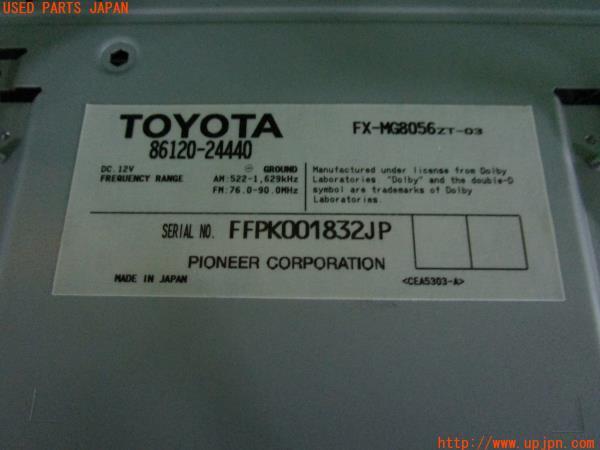 USED PARTS JAPAN
TOYOTA
86120-24440
FX-MG8056ZT-03
DC.12V
⊖ GROUND
FREQUENCY RANGE AM:522-1,629kHz
FM:76.0-90.0MHz
Manufactured under license from Dolby
Laboratories "Dolby" and the double-D
symbol are trademarks of Dolby
Laboratories.
SERIAL NO. FFPK001832JP
PIONEER CORPORATION
MADE IN JAPAN
<CEA5303-A>
http://www.upjpn.com/